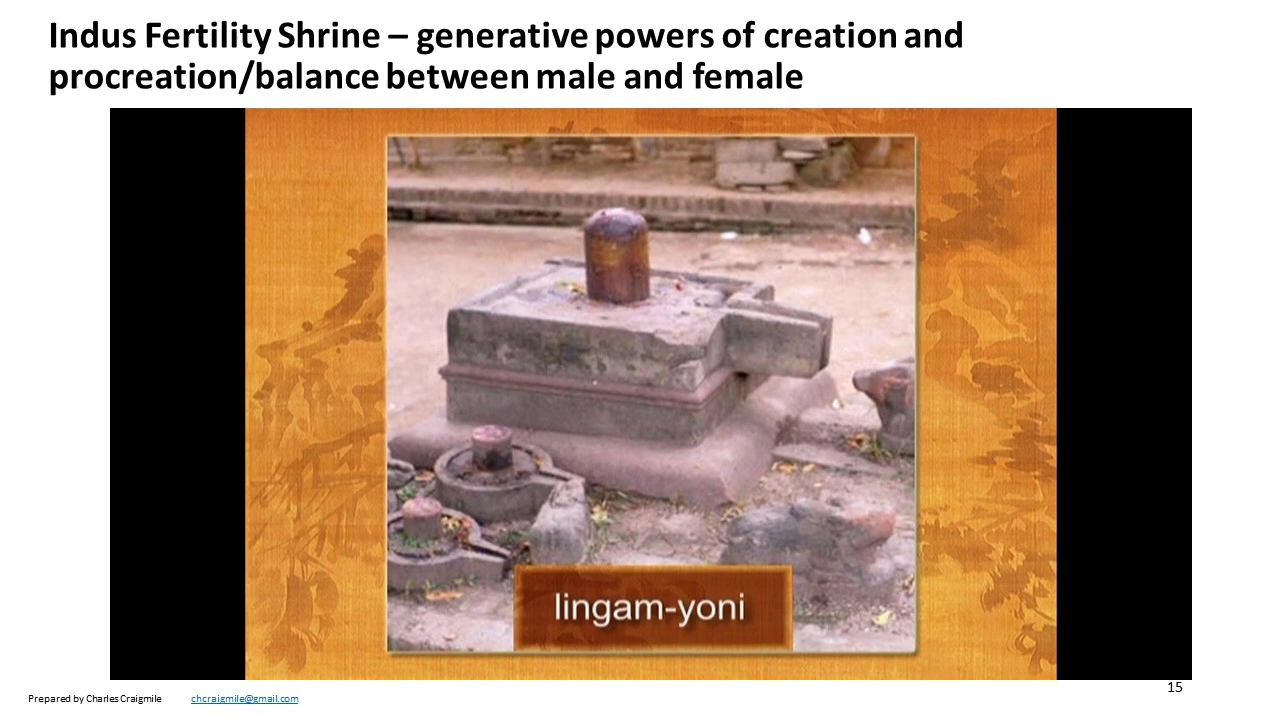 Indus Fertility Shrine – generative powers of creation and
procreation/balance between male and female
lingam-yoni
Prepared by Charles Craigmile chcraigmile@gmail.com
15